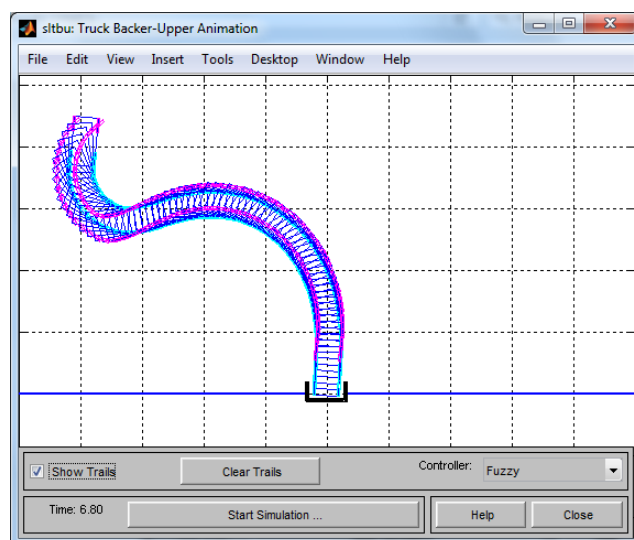 sltbu: Truck Backer-Upper Animation
File Edit View Insert Tools Desktop Window Help
Show Trails Clear Trails Controller: Fuzzy
Time: 6.80 Start Simulation ... Help Close